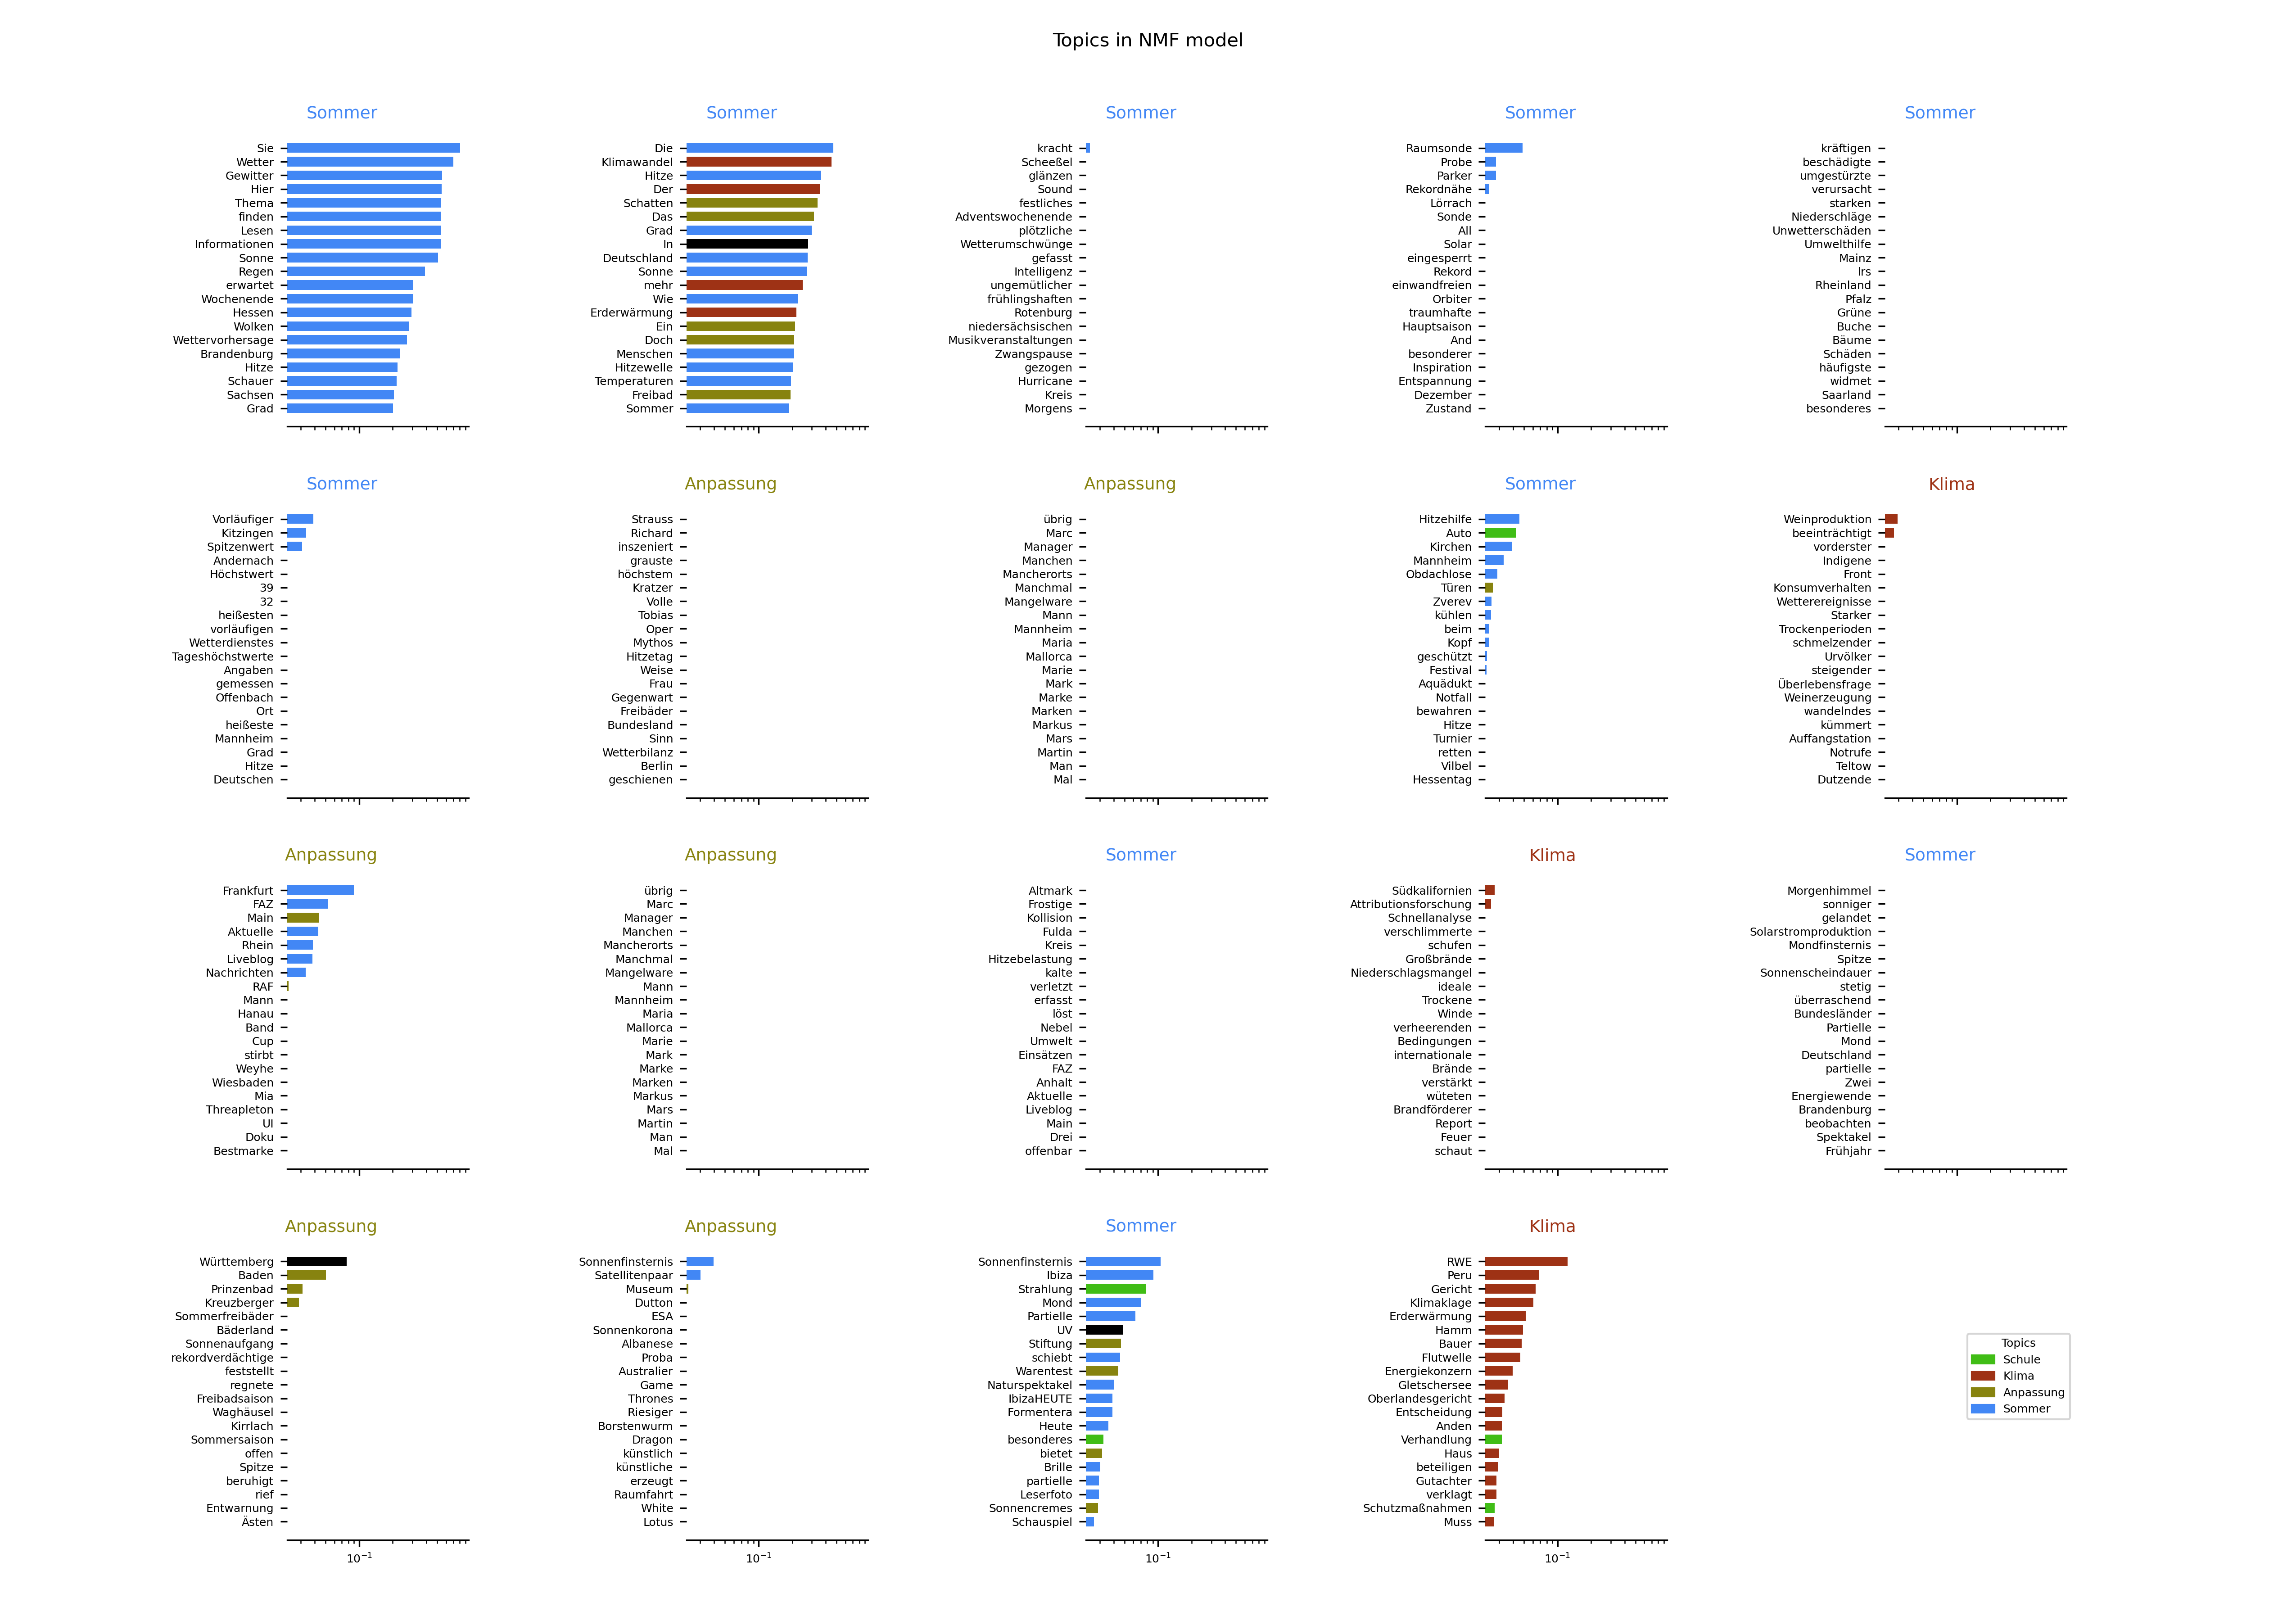 Topics in NMF model
Sommer
Sie
Wetter
Gewitter
Hier
Thema
finden
Lesen
Informationen
Sonne
Regen
erwartet
Wochenende
Hessen
Wolken
Wettervorhersage
Brandenburg
Hitze
Schauer
Sachsen
Grad
Sommer
Die
Klimawandel
Hitze
Der
Schatten
Das
Grad
In
Deutschland
Sonne
mehr
Wie
Erderwärmung
Ein
Doch
Menschen
Hitzewelle
Temperaturen
Freibad
Sommer
Sommer
kracht
Scheeßel
glänzen
Sound
festliches
Adventswochenende
plötzliche
Wetterumschwünge
gefasst
Intelligenz
ungemütlicher
frühlingshaften
Rotenburg
niedersächsischen
Musikveranstaltungen
Zwangspause
gezogen
Hurricane
Kreis
Morgens
Sommer
Raumsonde
Probe
Parker
Rekordnähe
Lörrach
Sonde
All
Solar
eingesperrt
Rekord
einwandfreien
Orbiter
traumhafte
Hauptsaison
And
besonderer
Inspiration
Entspannung
Dezember
Zustand
Sommer
kräftigen
beschädigte
umgestürzte
verursacht
starken
Niederschläge
Unwetterschäden
Umwelthilfe
Mainz
lrs
Rheinland
Pfalz
Grüne
Buche
Bäume
Schäden
häufigste
widmet
Saarland
besonderes
Sommer
Vorläufiger
Kitzingen
Spitzenwert
Andernach
Höchstwert
39
32
heißesten
vorläufigen
Wetterdienstes
Tageshöchstwerte
Angaben
gemessen
Offenbach
Ort
heißeste
Mannheim
Grad
Hitze
Deutschen
Anpassung
Strauss
Richard
inszeniert
grauste
höchstem
Kratzer
Volle
Tobias
Oper
Mythos
Hitzetag
Weise
Frau
Gegenwart
Freibäder
Bundesland
Sinn
Wetterbilanz
Berlin
geschienen
Anpassung
übrig
Marc
Manager
Manchen
Mancherorts
Manchmal
Mangelware
Mann
Mannheim
Maria
Mallorca
Marie
Mark
Marke
Marken
Markus
Mars
Martin
Man
Mal
Sommer
Hitzehilfe
Auto
Kirchen
Mannheim
Obdachlose
Türen
Zverev
kühlen
beim
Kopf
geschützt
Festival
Aquädukt
Notfall
bewahren
Hitze
Turnier
retten
Vilbel
Hessentag
Klima
Weinproduktion
beeinträchtigt
vorderster
Indigene
Front
Konsumverhalten
Wetterereignisse
Starker
Trockenperioden
schmelzender
Urvölker
steigender
Überlebensfrage
Weinerzeugung
wandelndes
kümmert
Auffangstation
Notrufe
Teltow
Dutzende
Anpassung
Frankfurt
FAZ
Main
Aktuelle
Rhein
Liveblog
Nachrichten
RAF
Mann
Hanau
Band
Cup
stirbt
Weyhe
Wiesbaden
Mia
Threapleton
UI
Doku
Bestmarke
Anpassung
übrig
Marc
Manager
Manchen
Mancherorts
Manchmal
Mangelware
Mann
Mannheim
Maria
Mallorca
Marie
Mark
Marke
Marken
Markus
Mars
Martin
Man
Mal
Sommer
Altmark
Frostige
Kollision
Fulda
Kreis
Hitzebelastung
kalte
verletzt
erfasst
löst
Nebel
Umwelt
Einsätzen
FAZ
Anhalt
Aktuelle
Liveblog
Main
Drei
offenbar
Klima
Südkalifornien
Attributionsforschung
Schnellanalyse
verschlimmerte
schufen
Großbrände
Niederschlagsmangel
ideale
Trockene
Winde
verheerenden
Bedingungen
internationale
Brände
verstärkt
wüteten
Brandförderer
Report
Feuer
schaut
Sommer
Morgenhimmel
sonniger
gelandet
Solarstromproduktion
Mondfinsternis
Spitze
Sonnenscheindauer
stetig
überraschend
Bundesländer
Partielle
Mond
Deutschland
partielle
Zwei
Energiewende
Brandenburg
beobachten
Spektakel
Frühjahr
Anpassung
Württemberg
Baden
Prinzenbad
Kreuzberger
Sommerfreibäder
Bäderland
Sonnenaufgang
rekordverdächtige
feststellt
regnete
Freibadsaison
Waghäusel
Kirrlach
Sommersaison
offen
Spitze
beruhigt
rief
Entwarnung
Ästen
10⁻¹
Anpassung
Sonnenfinsternis
Satellitenpaar
Museum
Dutton
ESA
Sonnenkorona
Albanese
Proba
Australier
Game
Thrones
Riesiger
Borstenwurm
Dragon
künstlich
künstliche
erzeugt
Raumfahrt
White
Lotus
10⁻¹
Sommer
Sonnenfinsternis
Ibiza
Strahlung
Mond
Partielle
UV
Stiftung
schiebt
Warentest
Naturspektakel
IbizaHEUTE
Formentera
Heute
besonderes
bietet
Brille
partielle
Leserfoto
Sonnencremes
Schauspiel
10⁻¹
Klima
RWE
Peru
Gericht
Klimaklage
Erderwärmung
Hamm
Bauer
Flutwelle
Energiekonzern
Gletschersee
Oberlandesgericht
Entscheidung
Anden
Verhandlung
Haus
beteiligen
Gutachter
verklagt
Schutzmaßnahmen
Muss
10⁻¹
Topics
Schule
Klima
Anpassung
Sommer